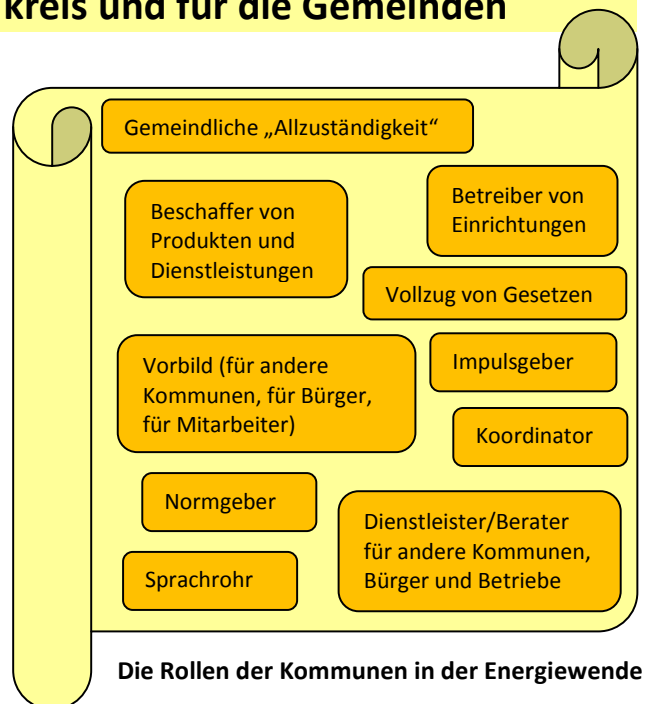 kreis und für die Gemeinden
Gemeindliche „Allzuständigkeit“
Beschaffer von
Produkten und
Dienstleistungen
Betreiber von
Einrichtungen
Vollzug von Gesetzen
Vorbild (für andere
Kommunen, für Bürger,
für Mitarbeiter)
Impulsgeber
Koordinator
Normgeber
Dienstleister/Berater
für andere Kommunen,
Bürger und Betriebe
Sprachrohr
Die Rollen der Kommunen in der Energiewende